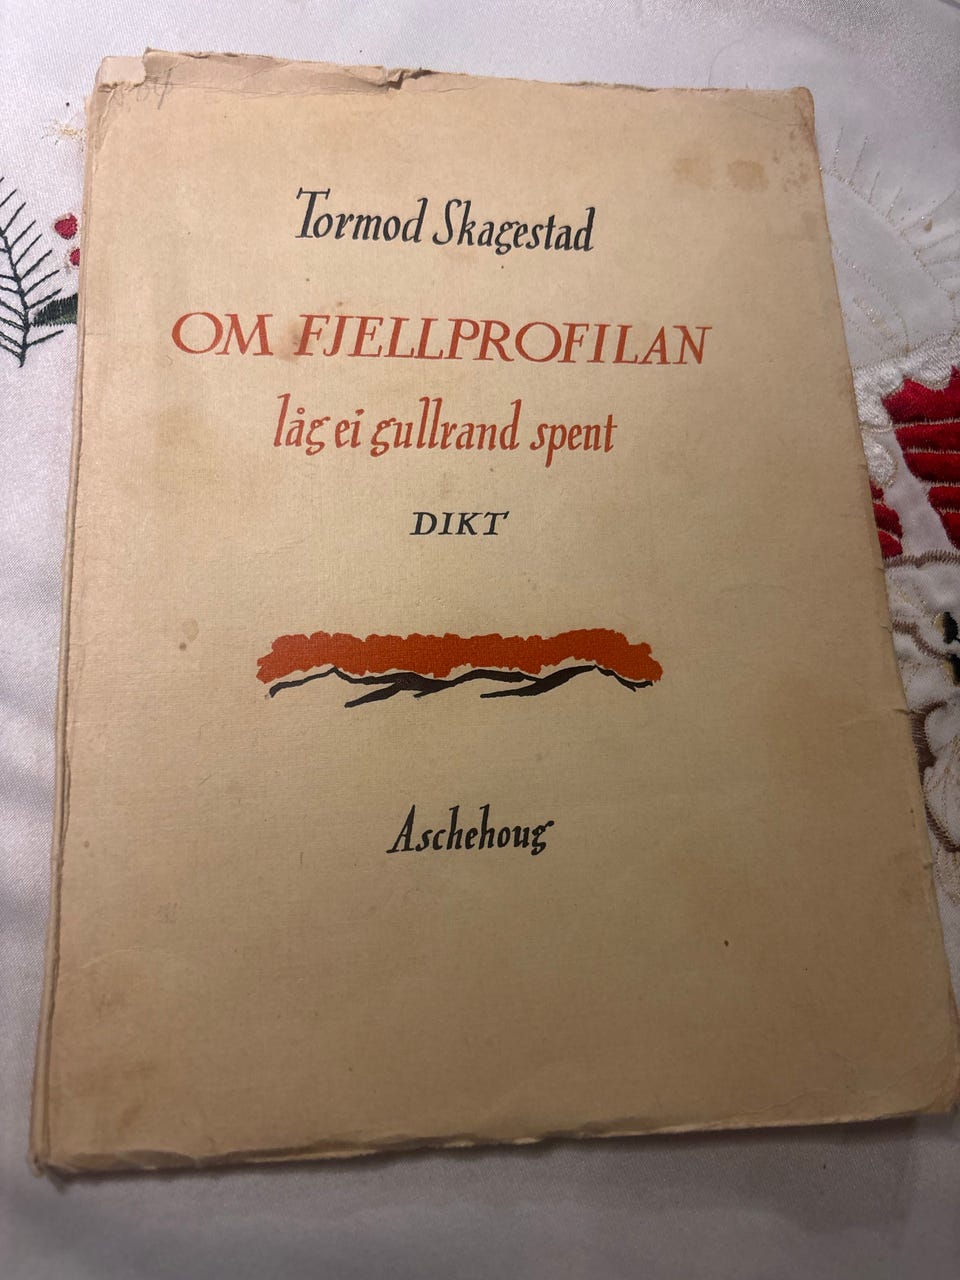 Tormod Skagestad
OM FJELLPROFILAN
låg ei gullrand spent
DIKT
Aschehoug